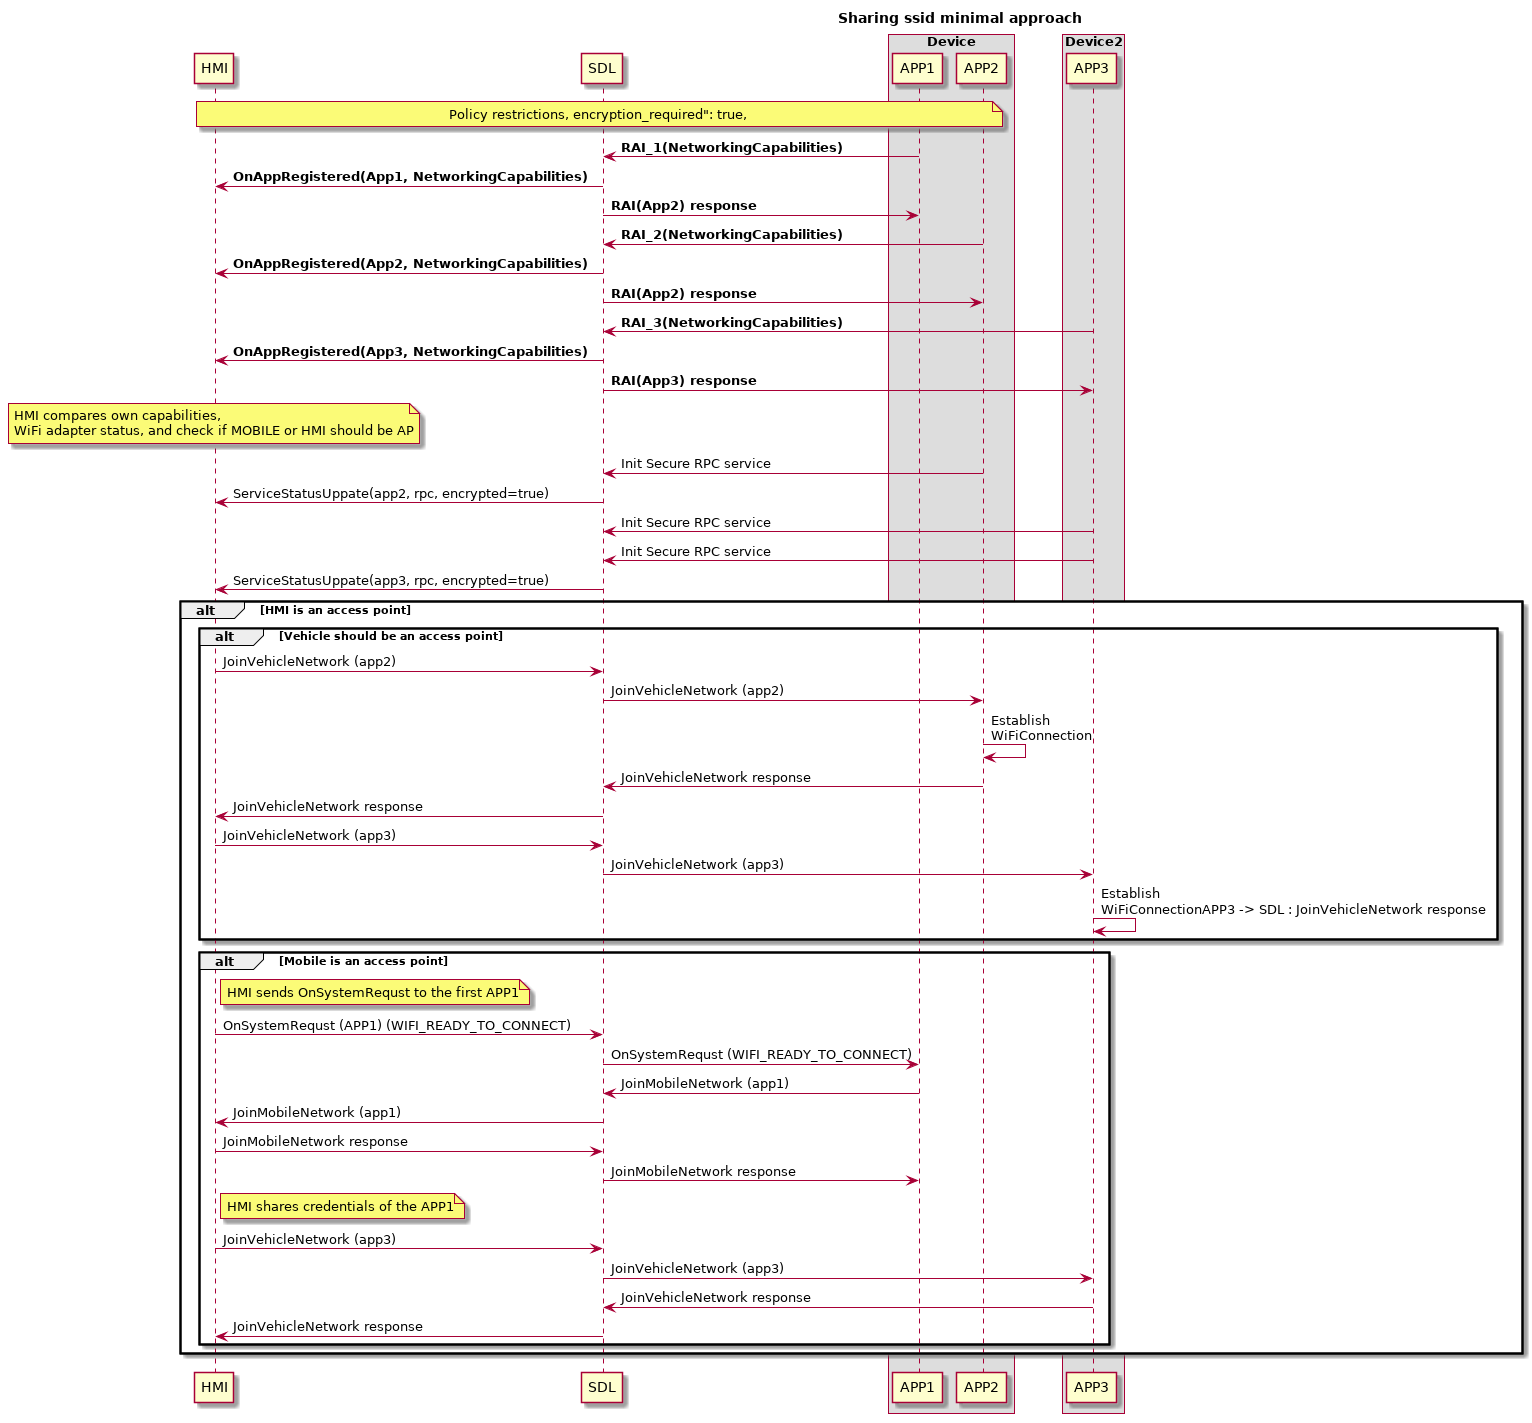 Sharing ssid minimal approach
Device
Device2
HMI
SDL
APP1
APP2
APP3
Policy restrictions, encryption_required": true,
RAI_1(NetworkingCapabilities)
OnAppRegistered(App1, NetworkingCapabilities)
RAI(App2) response
RAI_2(NetworkingCapabilities)
OnAppRegistered(App2, NetworkingCapabilities)
RAI(App2) response
RAI_3(NetworkingCapabilities)
OnAppRegistered(App3, NetworkingCapabilities)
RAI(App3) response
HMI compares own capabilities,
WiFi adapter status, and check if MOBILE or HMI should be AP
Init Secure RPC service
ServiceStatusUppate(app2, rpc, encrypted=true)
Init Secure RPC service
Init Secure RPC service
ServiceStatusUppate(app3, rpc, encrypted=true)
alt [HMI is an access point]
alt [Vehicle should be an access point]
JoinVehicleNetwork (app2)
JoinVehicleNetwork (app2)
Establish
WiFiConnection
JoinVehicleNetwork response
JoinVehicleNetwork response
JoinVehicleNetwork (app3)
JoinVehicleNetwork (app3)
Establish
WiFiConnectionAPP3 -> SDL : JoinVehicleNetwork response
alt [Mobile is an access point]
HMI sends OnSystemRequst to the first APP1
OnSystemRequst (APP1) (WIFI_READY_TO_CONNECT)
OnSystemRequst (WIFI_READY_TO_CONNECT)
JoinMobileNetwork (app1)
JoinMobileNetwork (app1)
JoinMobileNetwork response
JoinMobileNetwork response
HMI shares credentials of the APP1
JoinVehicleNetwork (app3)
JoinVehicleNetwork (app3)
JoinVehicleNetwork response
JoinVehicleNetwork response
HMI
SDL
APP1
APP2
APP3